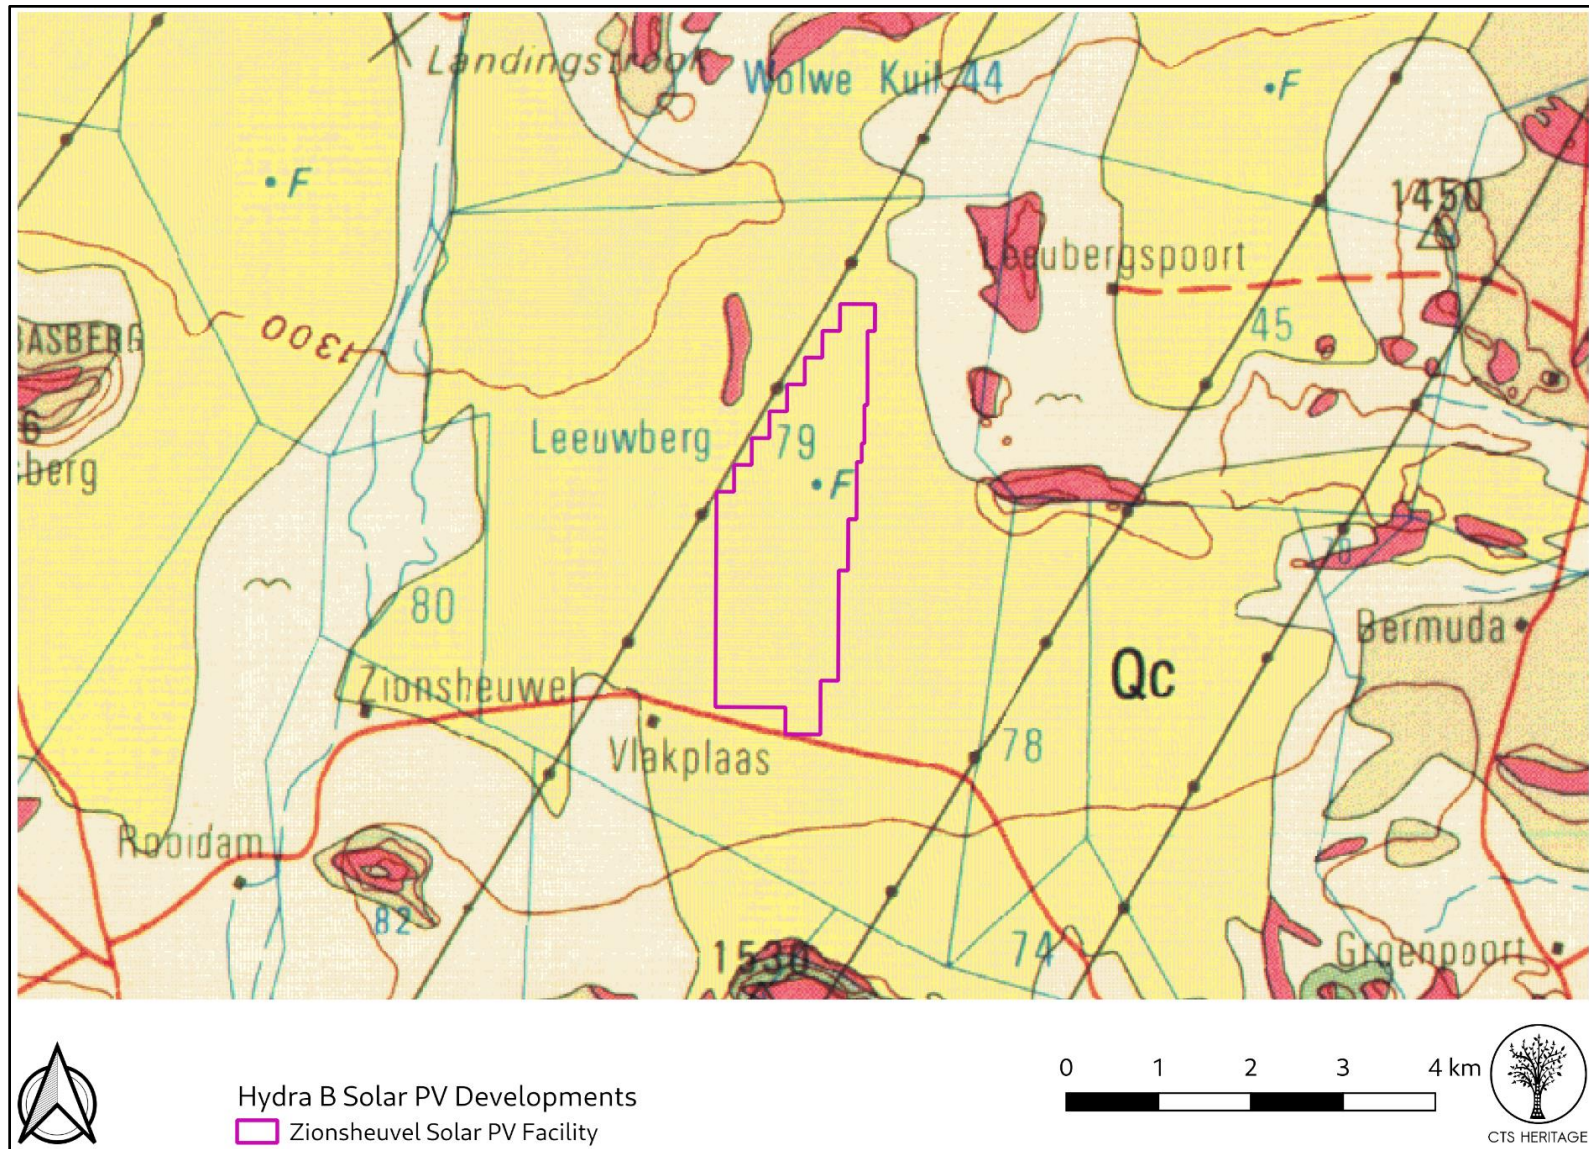 Landingstrook
Wolwe Kuil 44
F
F
1450
Leeubergspoort
45
1300
BASBERG
6
sberg
Leeuwberg
79
F
80
Zionsheuwel
Bermuda
Qc
Vlakplaas
78
Rooidam
82
1530
74
Groenpoort
Hydra B Solar PV Developments
Zionsheuvel Solar PV Facility
0 1 2 3 4 km
CTS HERITAGE